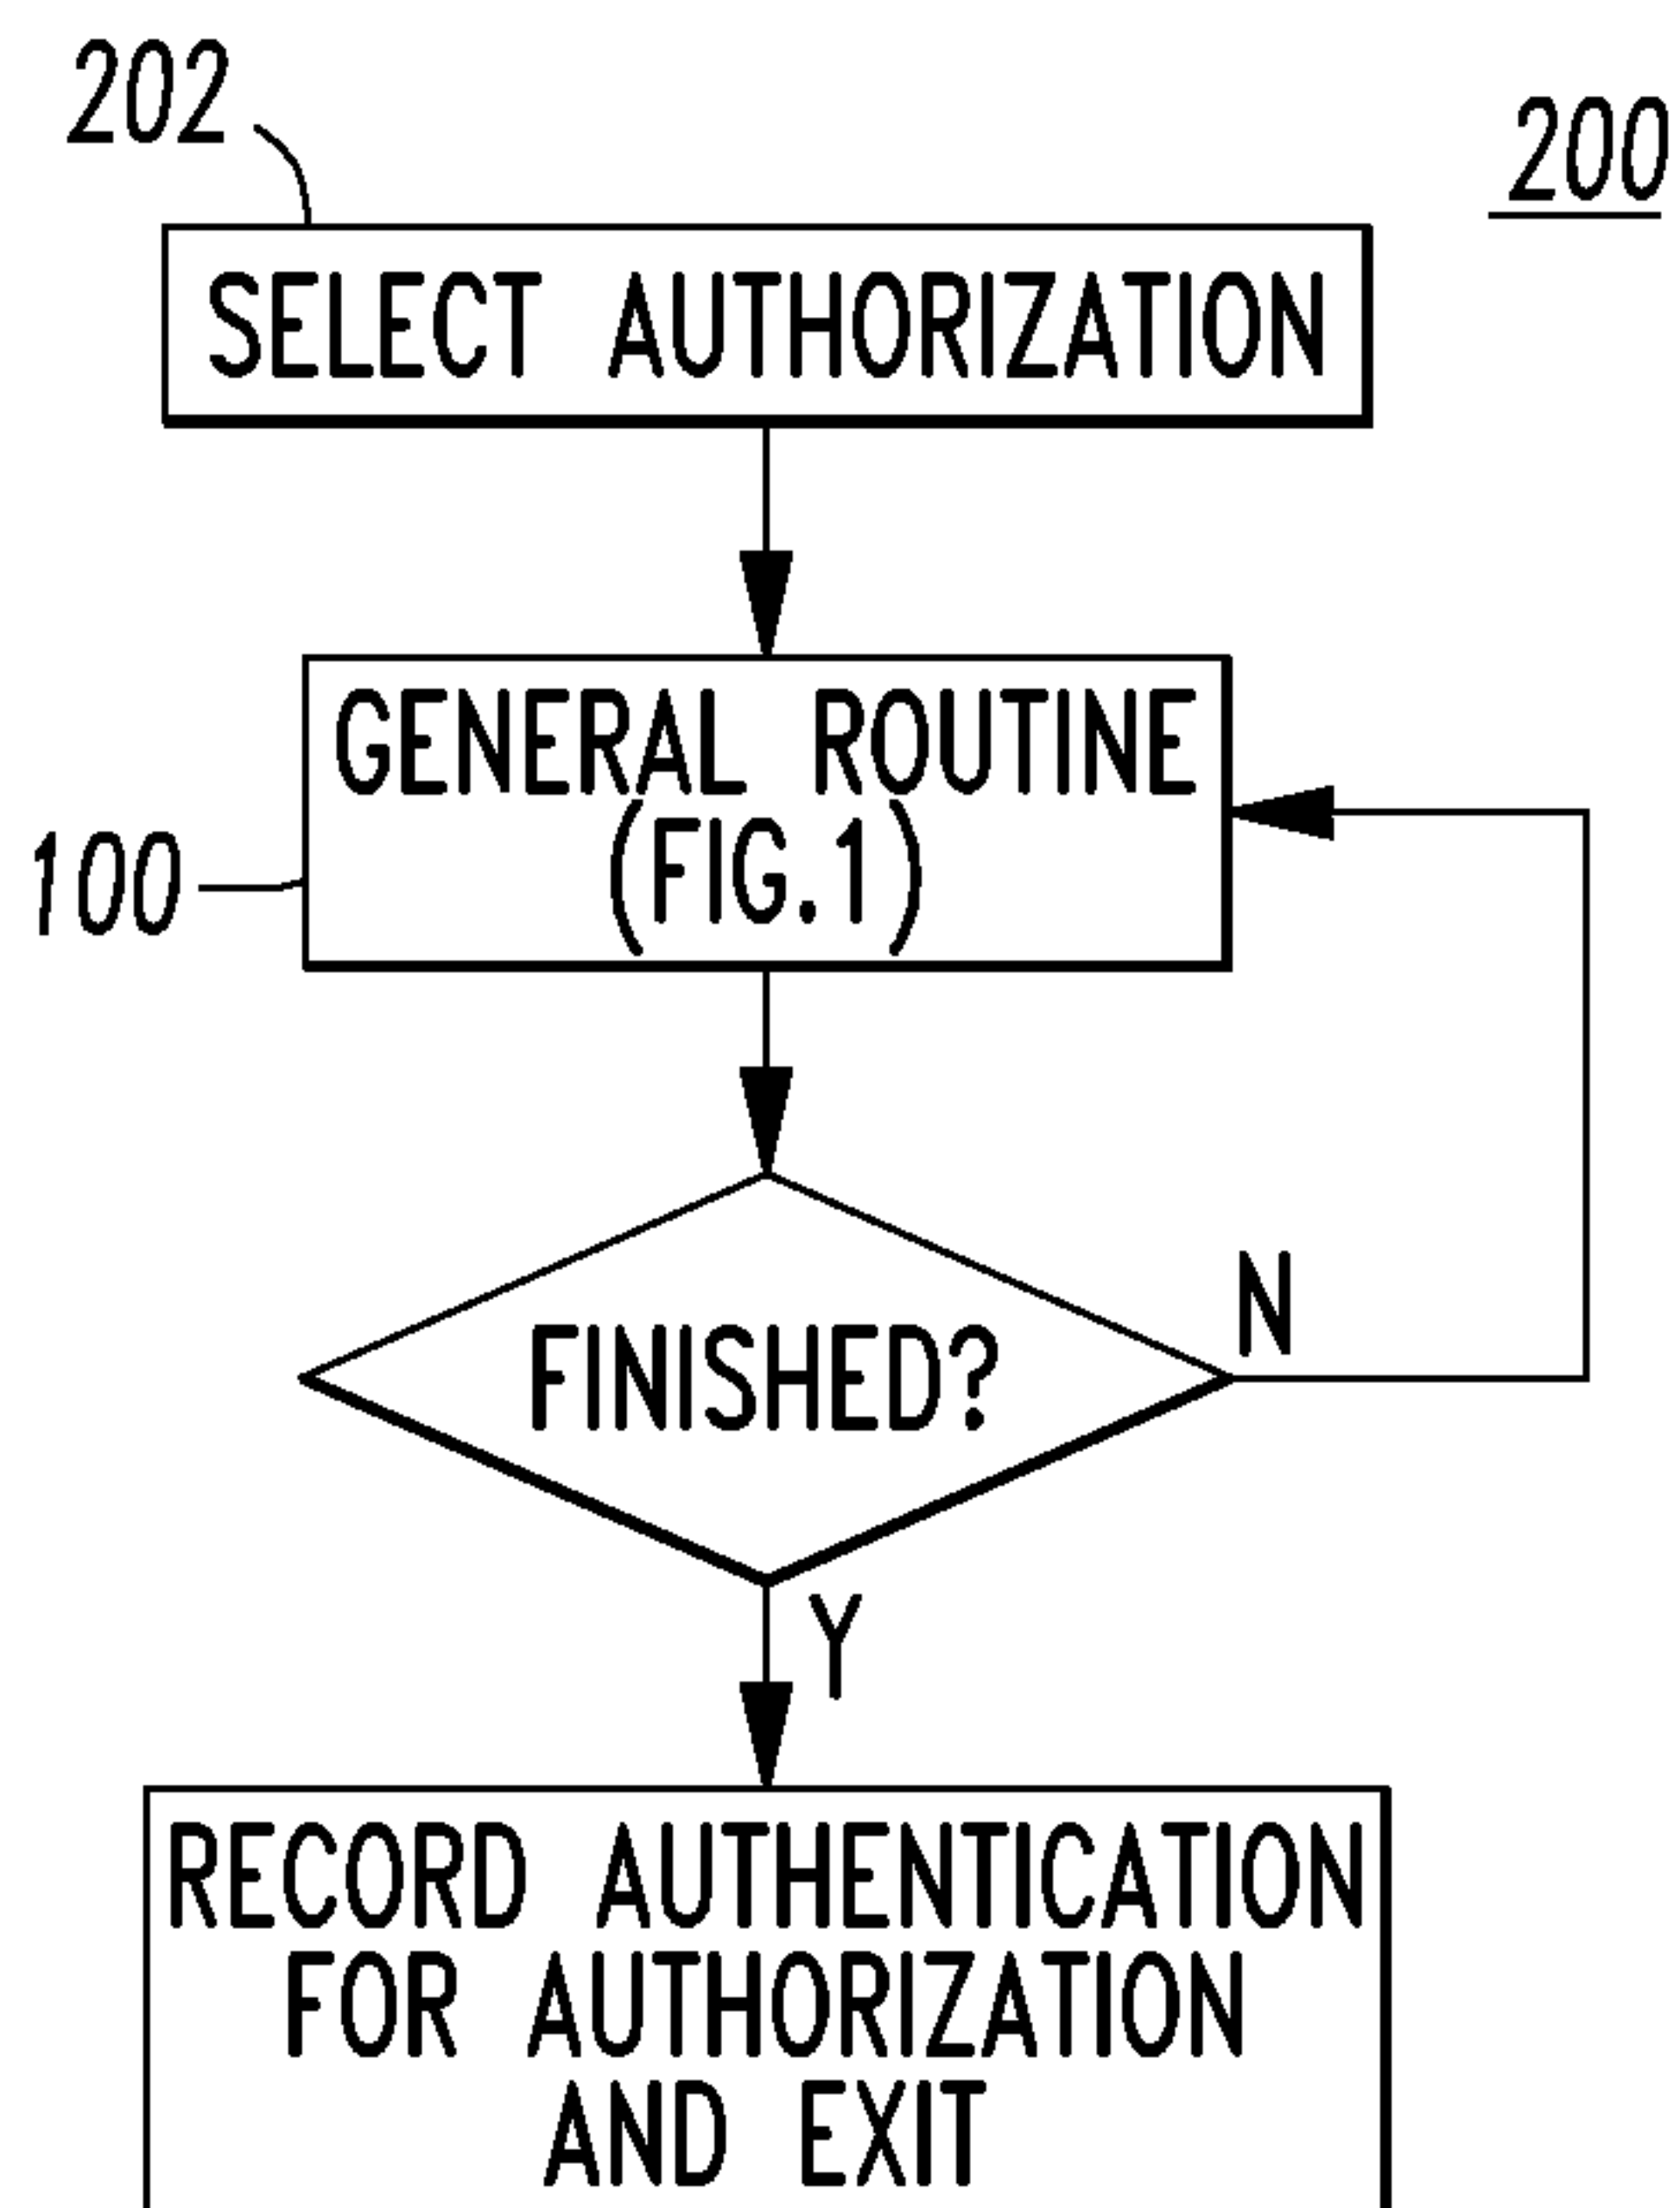 202
200
SELECT AUTHORIZATION
GENERAL ROUTINE
(FIG.1)
100
FINISHED?
N
Y
RECORD AUTHENTICATION
FOR AUTHORIZATION
AND EXIT